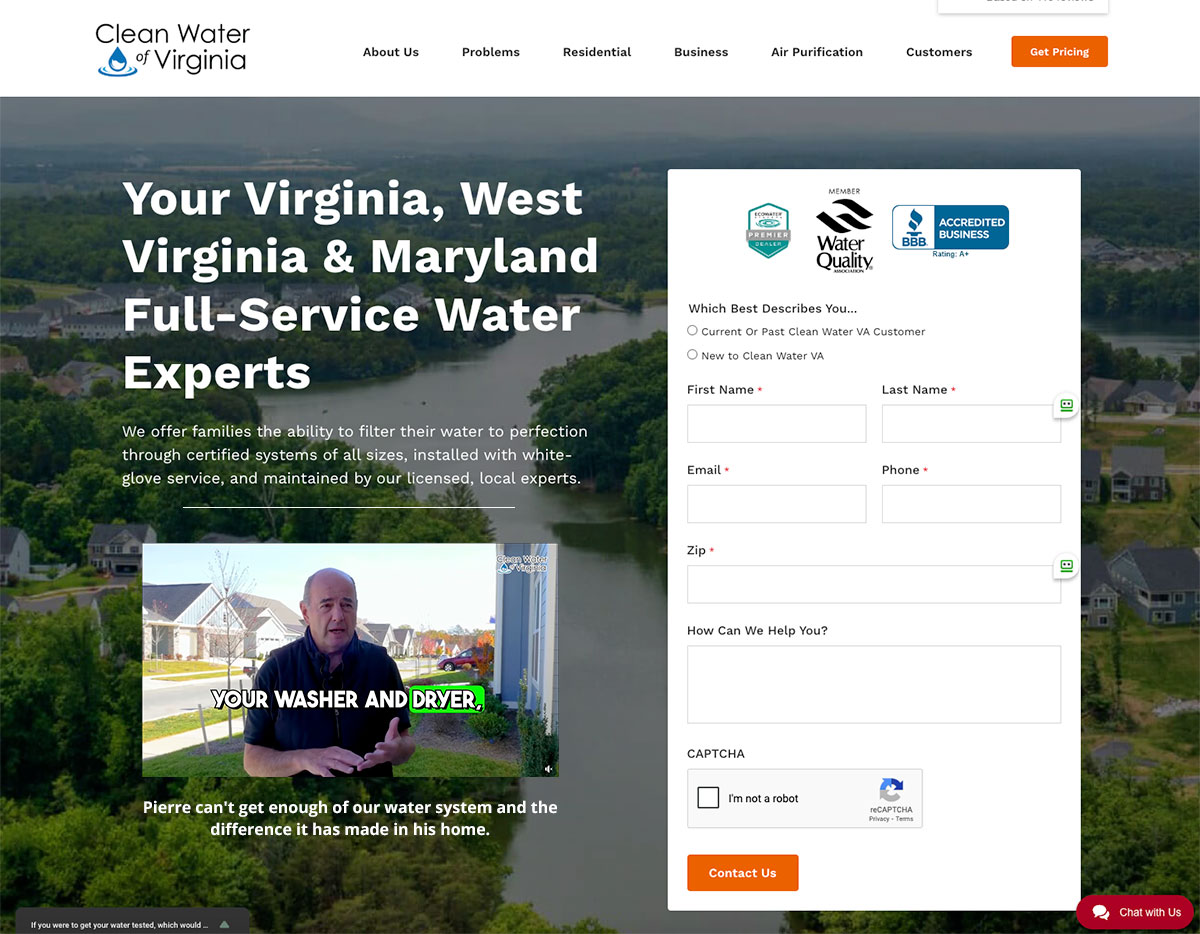 Clean Water
of Virginia
About Us
Problems
Residential
Business
Air Purification
Customers
Get Pricing
Your Virginia, West
Virginia & Maryland
Full-Service Water
Experts
We offer families the ability to filter their water to perfection
through certified systems of all sizes, installed with white-
glove service, and maintained by our licensed, local experts.
Clean Water
of Virginia
YOUR WASHER AND DRYER,
Pierre can't get enough of our water system and the
difference it has made in his home.
ECOWATER
PREMIER
DEALER
MEMBER
Water
Quality
ASSOCIATION
BBB.
ACCREDITED
BUSINESS
Rating: A+
Which Best Describes You...
Current Or Past Clean Water VA Customer
New to Clean Water VA
First Name *
Last Name *
Email *
Phone *
Zip *
How Can We Help You?
CAPTCHA
I'm not a robot
reCAPTCHA
Privacy - Terms
Contact Us
If you were to get your water tested, which would ...
Chat with Us